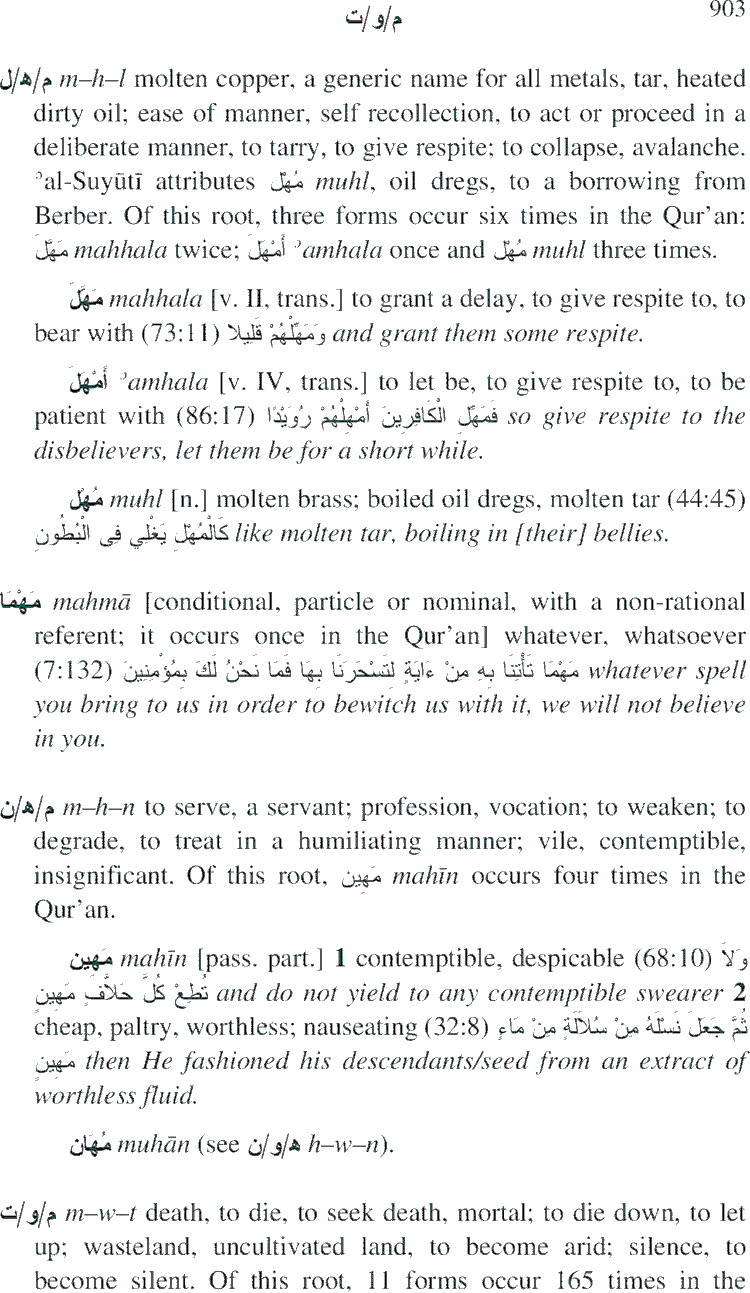 م/و/ت 903
م/ه/ل m–h–l molten copper, a generic name for all metals, tar, heated
dirty oil; ease of manner, self recollection, to act or proceed in a
deliberate manner, to tarry, to give respite; to collapse, avalanche.
ʾal-Suyūtī attributes مُهْل muhl, oil dregs, to a borrowing from
Berber. Of this root, three forms occur six times in the Qur’an:
مَهَّلَ mahhala twice; أَمْهَلَ ʾamhala once and مُهْل muhl three times.
مَهَّلَ mahhala [v. II, trans.] to grant a delay, to give respite to, to
bear with (73:11) وَمَهِّلْهُمْ قَلِيلا and grant them some respite.
أَمْهَلَ ʾamhala [v. IV, trans.] to let be, to give respite to, to be
patient with (86:17) فَمَهِّلِ الْكَافِرِينَ أَمْهِلْهُمْ رُوَيْدًا so give respite to the
disbelievers, let them be for a short while.
مُهْل muhl [n.] molten brass; boiled oil dregs, molten tar (44:45)
كَالْمُهْلِ يَغْلِي فِى الْبُطُونِ like molten tar, boiling in [their] bellies.
مَهْمَا mahmā [conditional, particle or nominal, with a non-rational
referent; it occurs once in the Qur’an] whatever, whatsoever
(7:132) مَهْمَا تَأْتِنَا بِهِ مِنْ ءَايَةٍ لِتَسْحَرَنَا بِهَا فَمَا نَحْنُ لَكَ بِمُؤْمِنِينَ whatever spell
you bring to us in order to bewitch us with it, we will not believe
in you.
م/ه/ن m–h–n to serve, a servant; profession, vocation; to weaken; to
degrade, to treat in a humiliating manner; vile, contemptible,
insignificant. Of this root, مَهِين mahīn occurs four times in the
Qur’an.
مَهِين mahīn [pass. part.] 1 contemptible, despicable (68:10) وَلَا
تُطِعْ كُلَّ حَلَّافٍ مَهِينٍ and do not yield to any contemptible swearer 2
cheap, paltry, worthless; nauseating (32:8) ثُمَّ جَعَلَ نَسْلَهُ مِنْ سُلَالَةٍ مِنْ مَاءٍ
مَهِينٍ then He fashioned his descendants/seed from an extract of
worthless fluid.
مُهَان muhān (see ه/و/ن h–w–n).
م/و/ت m–w–t death, to die, to seek death, mortal; to die down, to let
up; wasteland, uncultivated land, to become arid; silence, to
become silent. Of this root, 11 forms occur 165 times in the